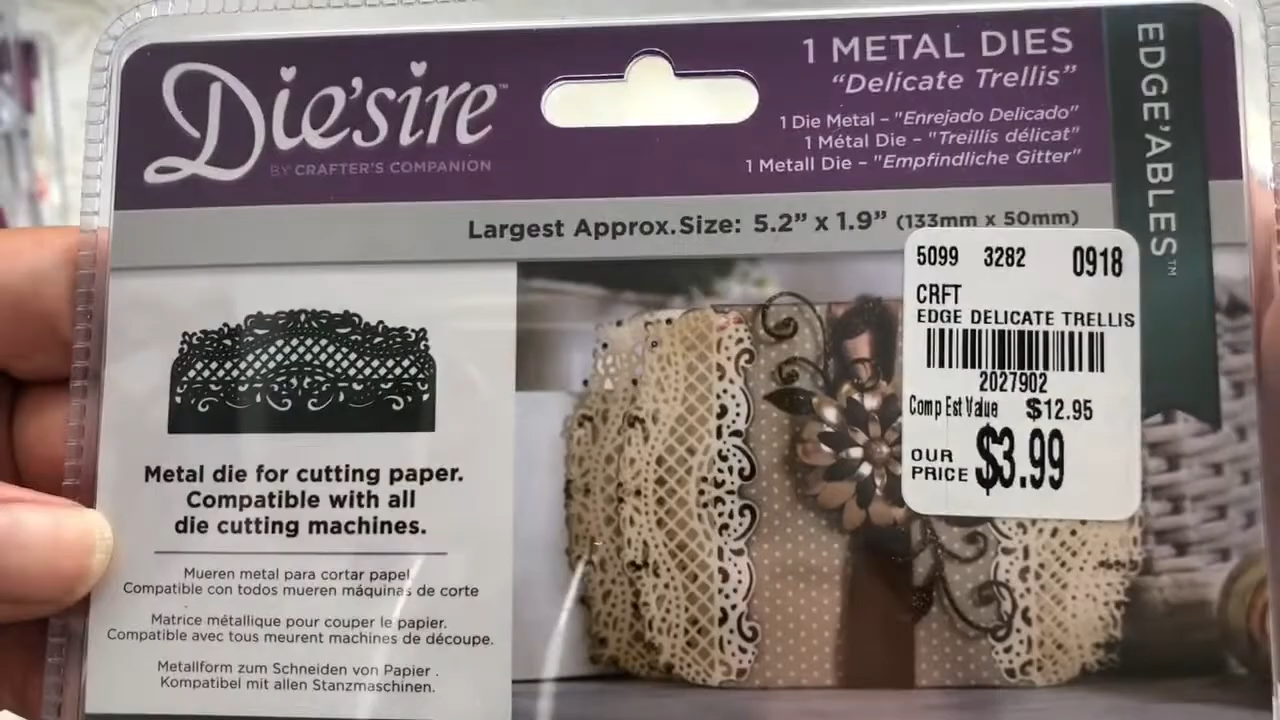 Die'sire™
BY CRAFTER'S COMPANION
1 METAL DIES
"Delicate Trellis"
1 Die Metal – "Enrejado Delicado"
1 Métal Die – "Treillis délicat"
1 Metall Die – "Empfindliche Gitter"
EDGE'ABLES™
Largest Approx.Size: 5.2" x 1.9" (133mm x 50mm)
5099 3282 0918
CRFT
EDGE DELICATE TRELLIS
2027902
Comp Est Value $12.95
OUR PRICE $3.99
Metal die for cutting paper.
Compatible with all
die cutting machines.
Mueren metal para cortar papel.
Compatible con todos mueren máquinas de corte
Matrice métallique pour couper le papier.
Compatible avec tous meurent machines de découpe.
Metallform zum Schneiden von Papier .
Kompatibel mit allen Stanzmaschinen.